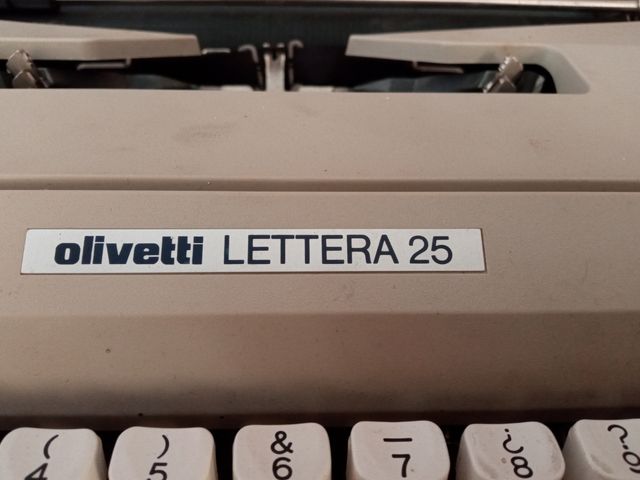 olivetti LETTERA 25
( ) & _ ¿ ?
4 5 6 7 8 9